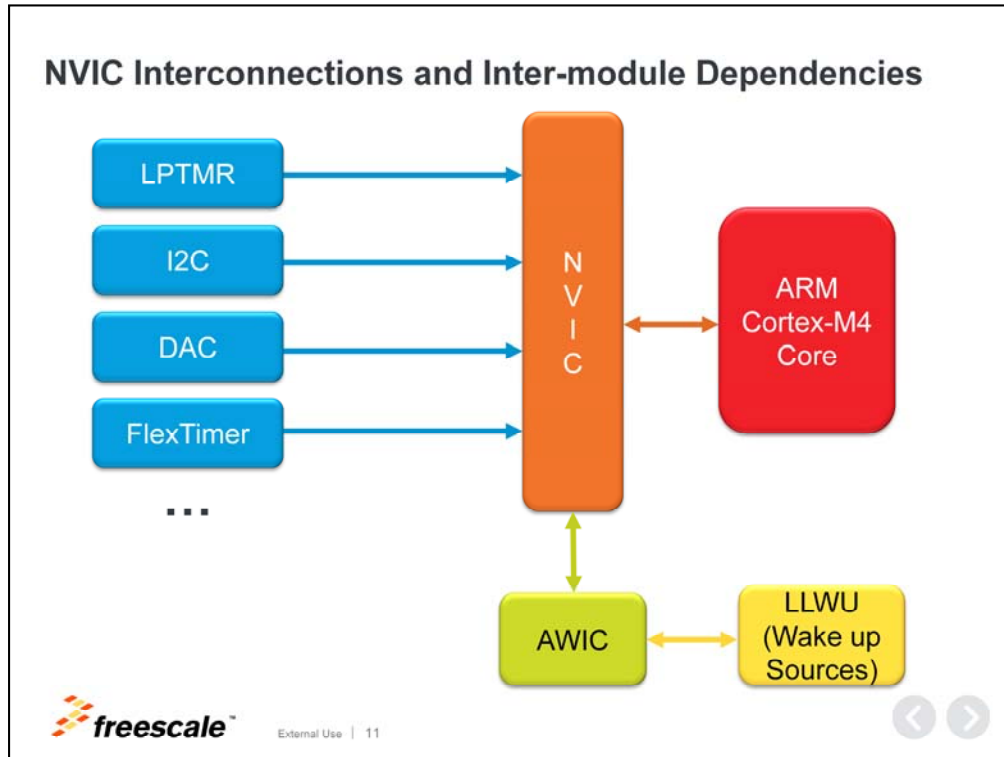 NVIC Interconnections and Inter-module Dependencies
LPTMR
I2C
DAC
FlexTimer
...
N
V
I
C
ARM
Cortex-M4
Core
AWIC
LLWU
(Wake up
Sources)
freescale™
External Use | 11